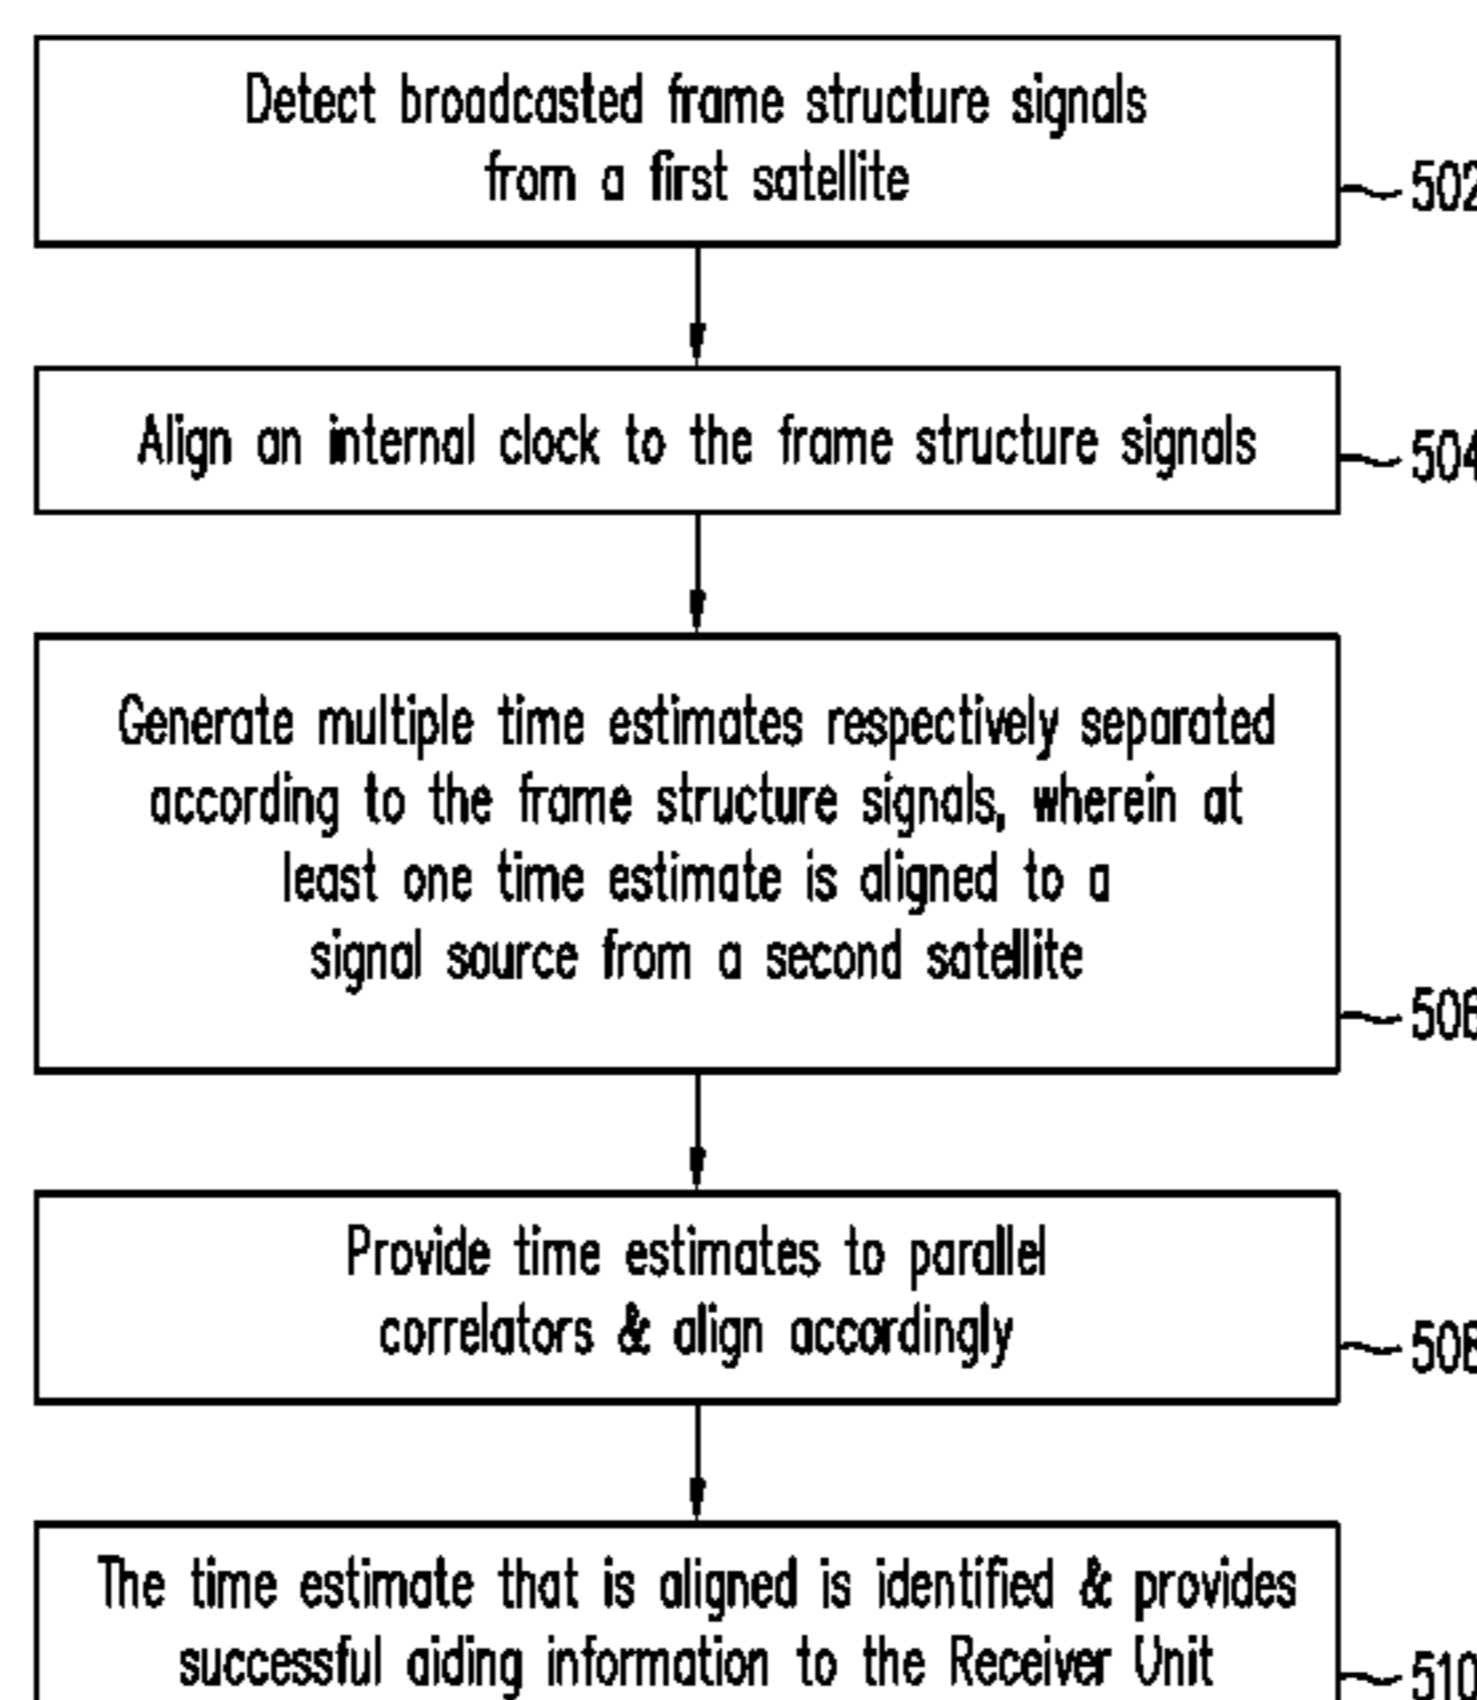 Detect broadcasted frame structure signals
from a first satellite
502
Align an internal clock to the frame structure signals
504
Generate multiple time estimates respectively separated
according to the frame structure signals, wherein at
least one time estimate is aligned to a
signal source from a second satellite
506
Provide time estimates to parallel
correlators & align accordingly
508
The time estimate that is aligned is identified & provides
successful aiding information to the Receiver Unit
510